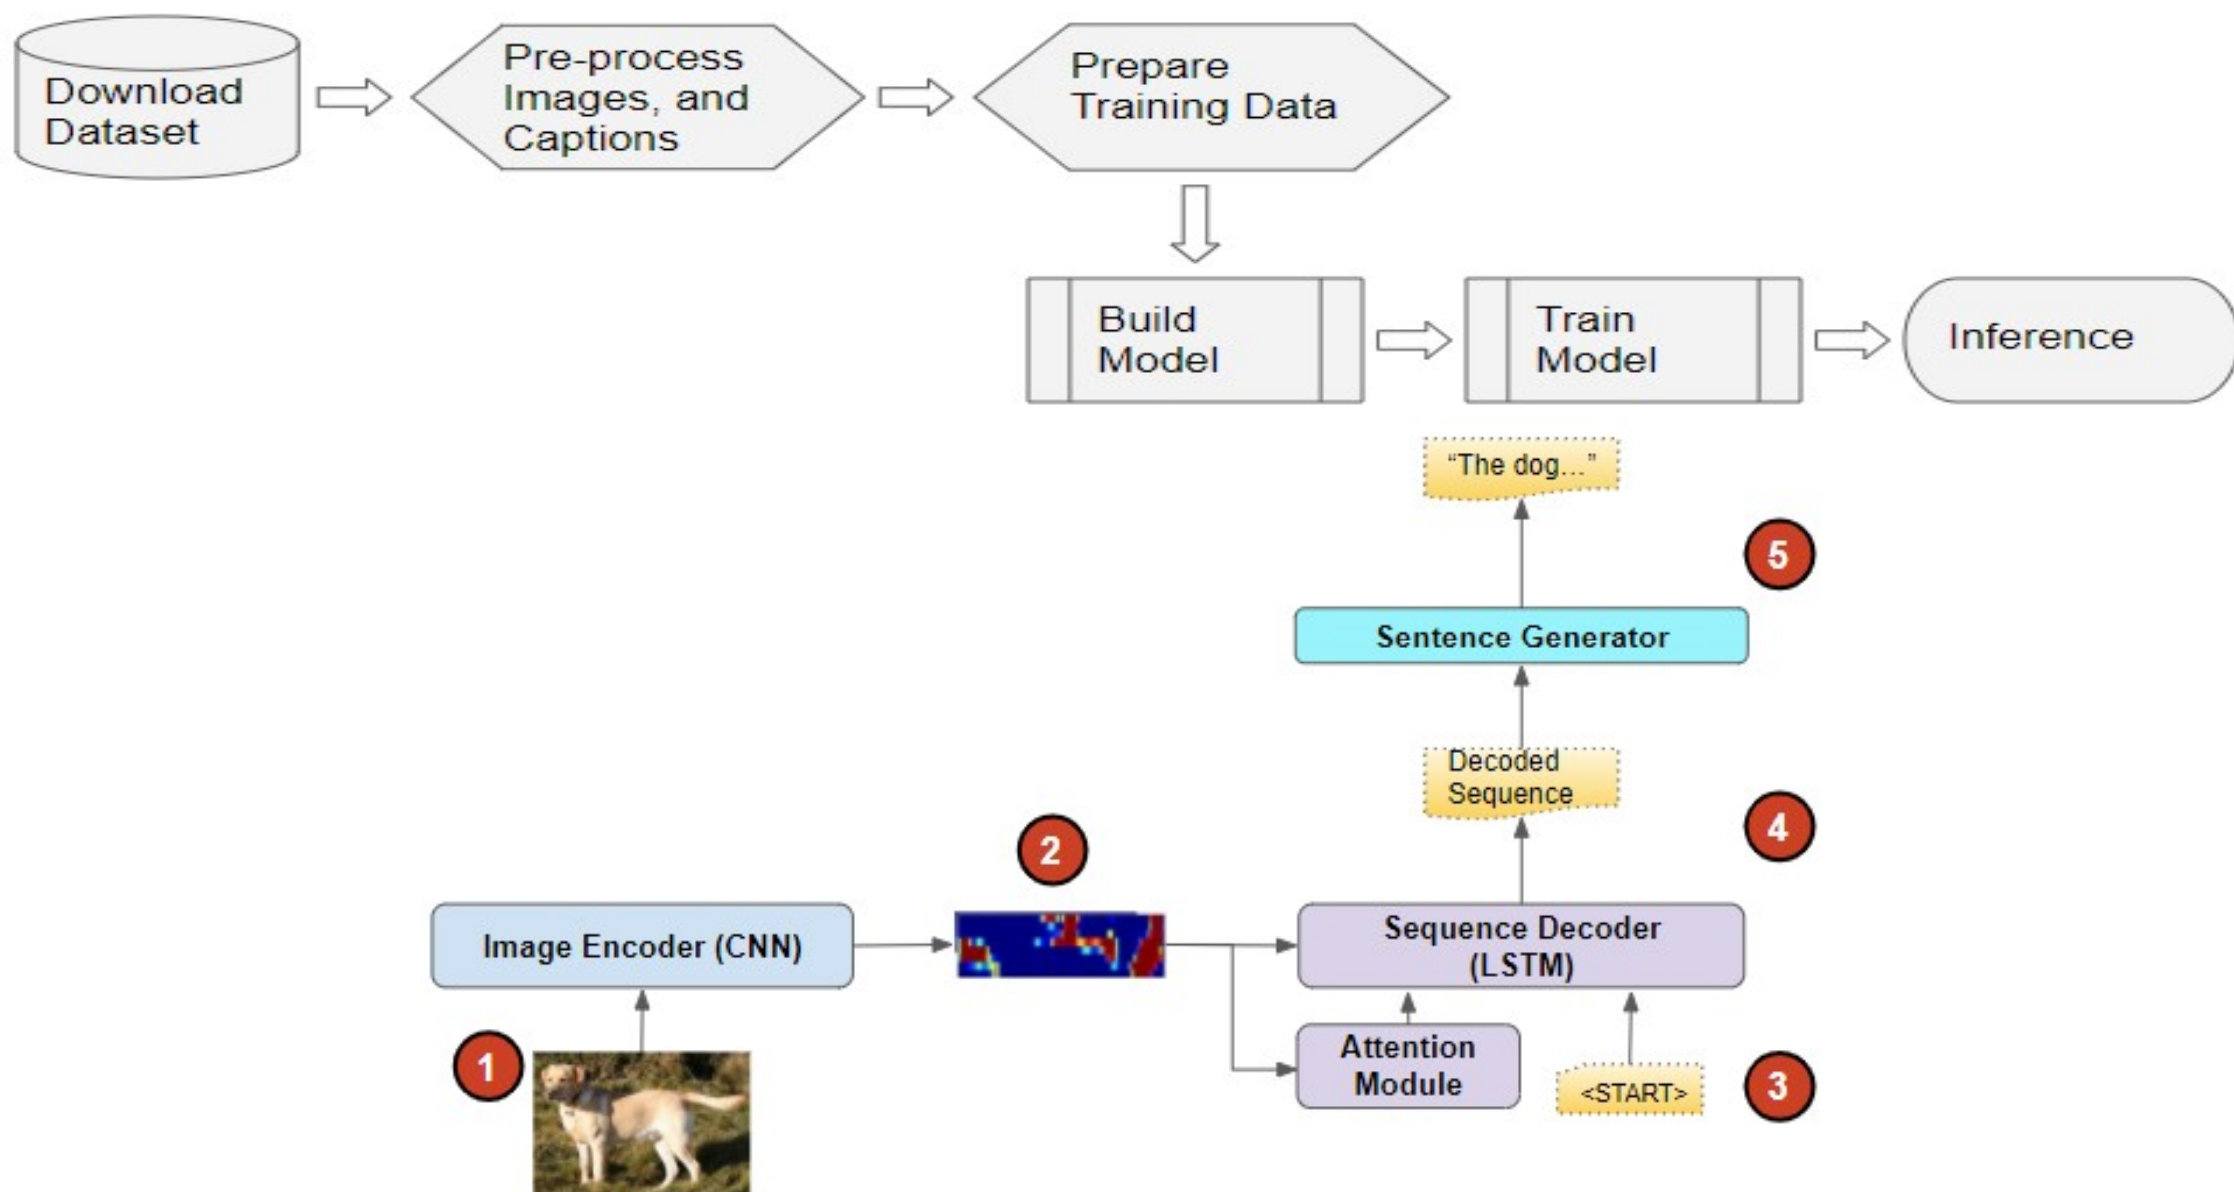 Download
Dataset
Pre-process
Images, and
Captions
Prepare
Training Data
Build
Model
Train
Model
Inference
“The dog...”
5
Sentence Generator
Decoded
Sequence
4
2
Image Encoder (CNN)
Sequence Decoder
(LSTM)
1
Attention
Module
<START>
3